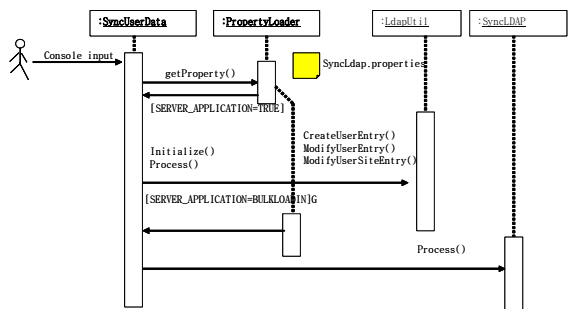 :SyncUserData
:PropertyLoader
:LdapUtil
:SyncLDAP
Console input
getProperty()
SyncLdap.properties
[SERVER_APPLICATION=TRUE]
CreateUserEntry()
ModifyUserEntry()
ModifyUserSiteEntry()
Initialize()
Process()
[SERVER_APPLICATION=BULKLOADIN]G
Process()